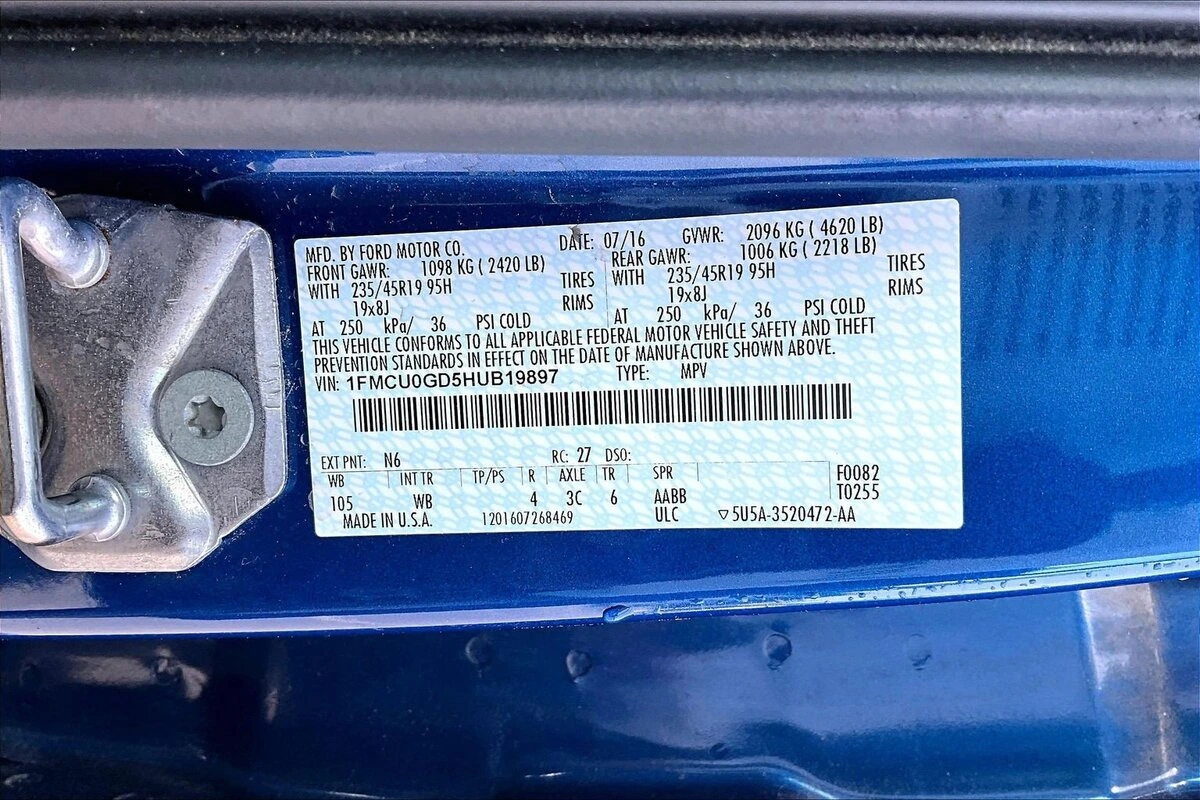 MFD. BY FORD MOTOR CO. DATE: 07/16 GVWR: 2096 KG ( 4620 LB)
FRONT GAWR: 1098 KG ( 2420 LB) REAR GAWR: 1006 KG ( 2218 LB)
WITH 235/45R19 95H TIRES WITH 235/45R19 95H TIRES
19x8J RIMS 19x8J RIMS
AT 250 kPa/ 36 PSI COLD AT 250 kPa/ 36 PSI COLD
THIS VEHICLE CONFORMS TO ALL APPLICABLE FEDERAL MOTOR VEHICLE SAFETY AND THEFT
PREVENTION STANDARDS IN EFFECT ON THE DATE OF MANUFACTURE SHOWN ABOVE.
VIN: 1FMCU0GD5HUB19897 TYPE: MPV
EXT PNT: N6 RC: 27 DSO:
WB INT TR TP/PS R AXLE TR SPR F0082
105 WB 4 3C 6 AABB T0255
MADE IN U.S.A. 1201607268469 ULC ▽5U5A-3520472-AA